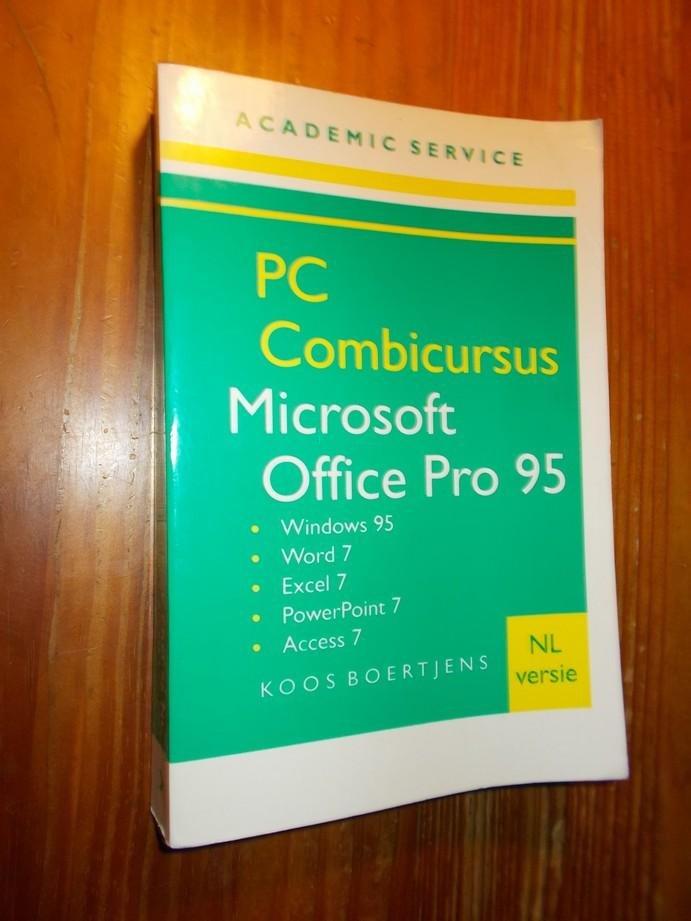 ACADEMIC SERVICE
PC
Combicursus
Microsoft
Office Pro 95
• Windows 95
• Word 7
• Excel 7
• PowerPoint 7
• Access 7
KOOS BOERTJENS
NL
versie